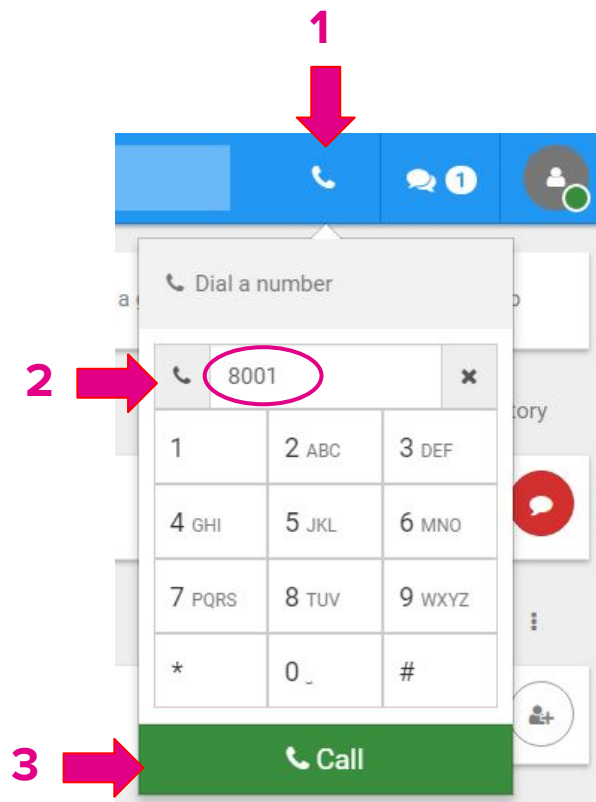 1
1
Dial a number
a
2
8001
tory
1
2 ABC
3 DEF
4 GHI
5 JKL
6 MNO
7 PQRS
8 TUV
9 WXYZ
*
0 _
#
3
Call